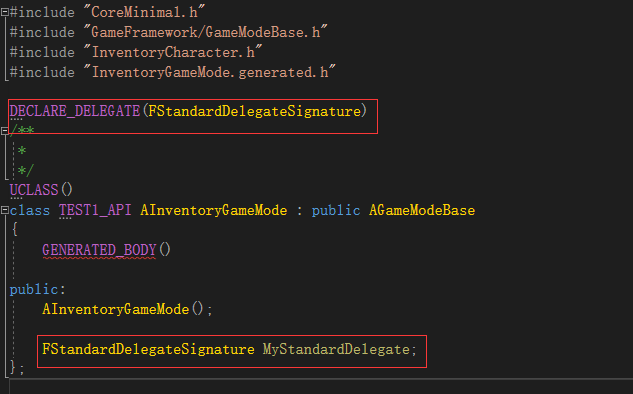 #include "CoreMinimal.h"
#include "GameFramework/GameModeBase.h"
#include "InventoryCharacter.h"
#include "InventoryGameMode.generated.h"
DECLARE_DELEGATE(FStandardDelegateSignature)
/**
*
*/
UCLASS()
class TEST1_API AInventoryGameMode : public AGameModeBase
{
GENERATED_BODY()
public:
AInventoryGameMode();
FStandardDelegateSignature MyStandardDelegate;
};